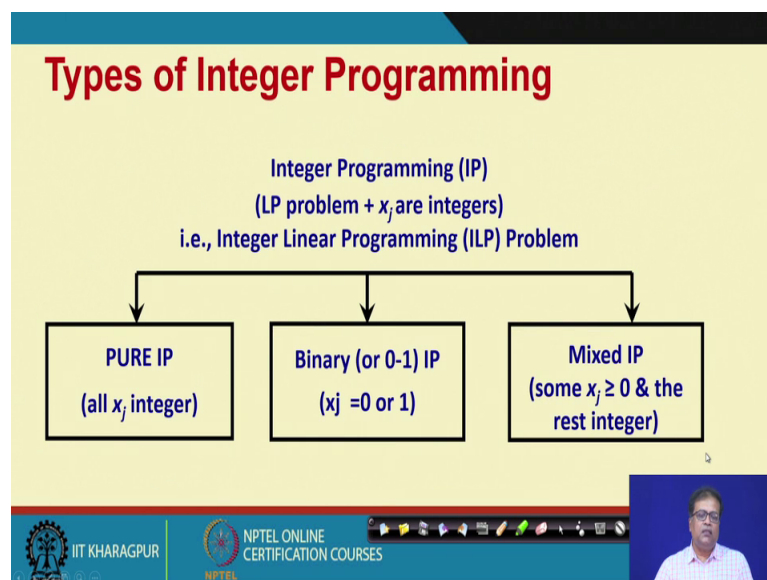 Types of Integer Programming
Integer Programming (IP)
(LP problem + xj are integers)
i.e., Integer Linear Programming (ILP) Problem
PURE IP
(all xj integer)
Binary (or 0-1) IP
(xj =0 or 1)
Mixed IP
(some xj ≥ 0 & the
rest integer)
IIT KHARAGPUR
NPTEL ONLINE
CERTIFICATION COURSES
NPTEL